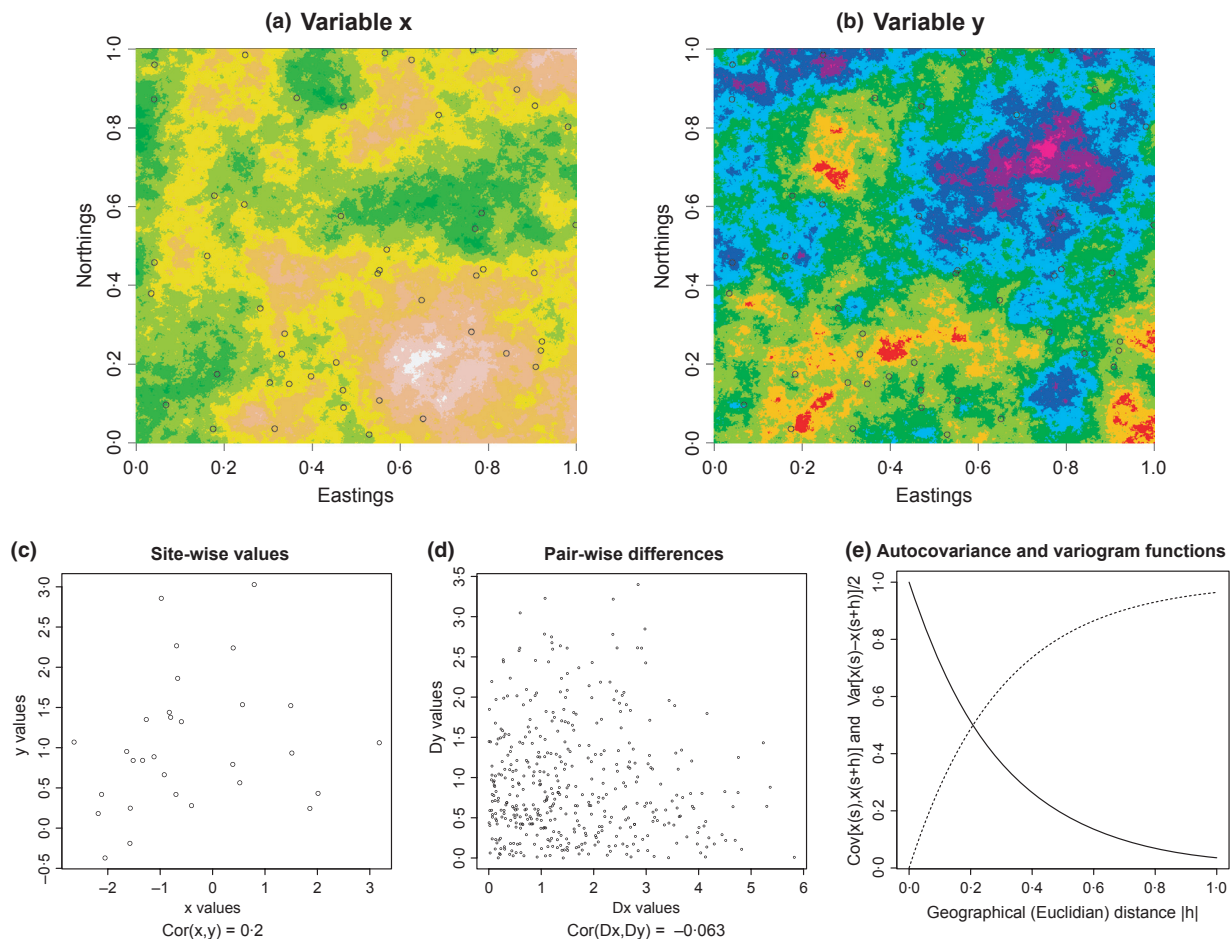 (a) Variable x
Northings
1·0
0·8
0·6
0·4
0·2
0·0
0·0 0·2 0·4 0·6 0·8 1.0
Eastings
(b) Variable y
Northings
1·0
0·8
0·6
0·4
0·2
0·0
0·0 0·2 0·4 0·6 0·8 1.0
Eastings
(c) Site-wise values
y values
3·0
2·5
2·0
1·5
1·0
0·5
0·0
−0·5
−2 −1 0 1 2 3
x values
Cor(x,y) = 0·2
(d) Pair-wise differences
Dy values
3·5
3·0
2·5
2·0
1·5
1·0
0·5
0·0
0 1 2 3 4 5 6
Dx values
Cor(Dx,Dy) = −0·063
(e) Autocovariance and variogram functions
Cov[x(s),x(s+h)] and Var[x(s)−x(s+h)]/2
1·0
0·8
0·6
0·4
0·2
0·0
0·0 0·2 0·4 0·6 0·8 1·0
Geographical (Euclidian) distance |h|